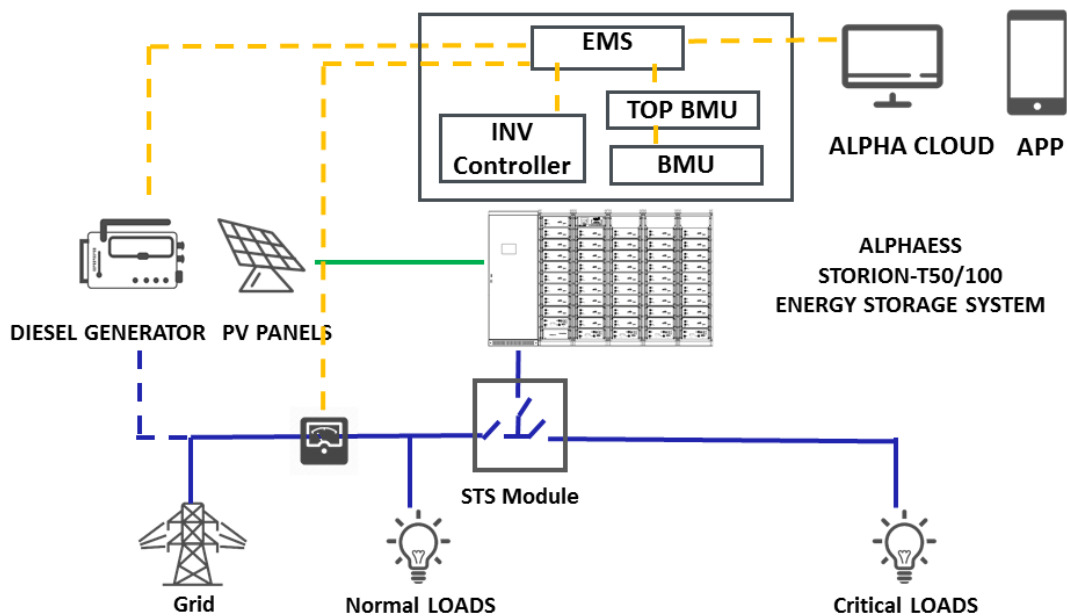 EMS
TOP BMU
INV
Controller
BMU
ALPHA CLOUD
APP
ALPHAESS
STORION-T50/100
ENERGY STORAGE SYSTEM
DIESEL GENERATOR
PV PANELS
STS Module
Grid
Normal LOADS
Critical LOADS